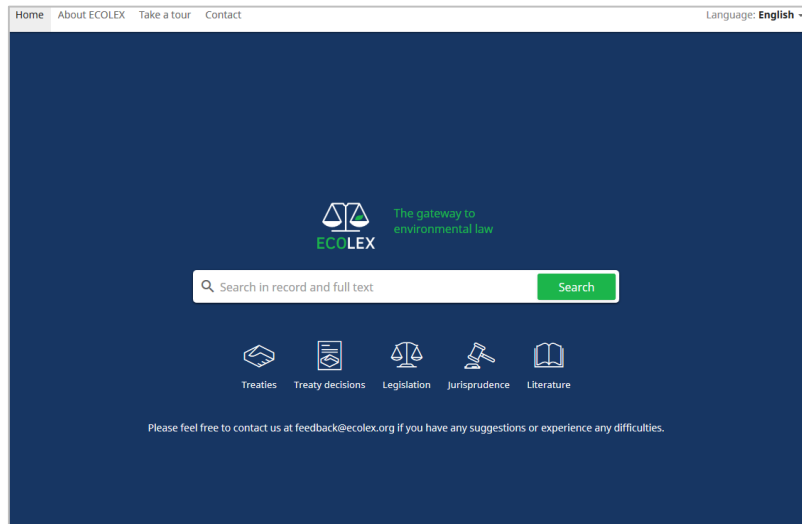 Home About ECOLEX Take a tour Contact Language: English
The gateway to
environmental law
ECOLEX
Search in record and full text Search
Treaties Treaty decisions Legislation Jurisprudence Literature
Please feel free to contact us at feedback@ecolex.org if you have any suggestions or experience any difficulties.